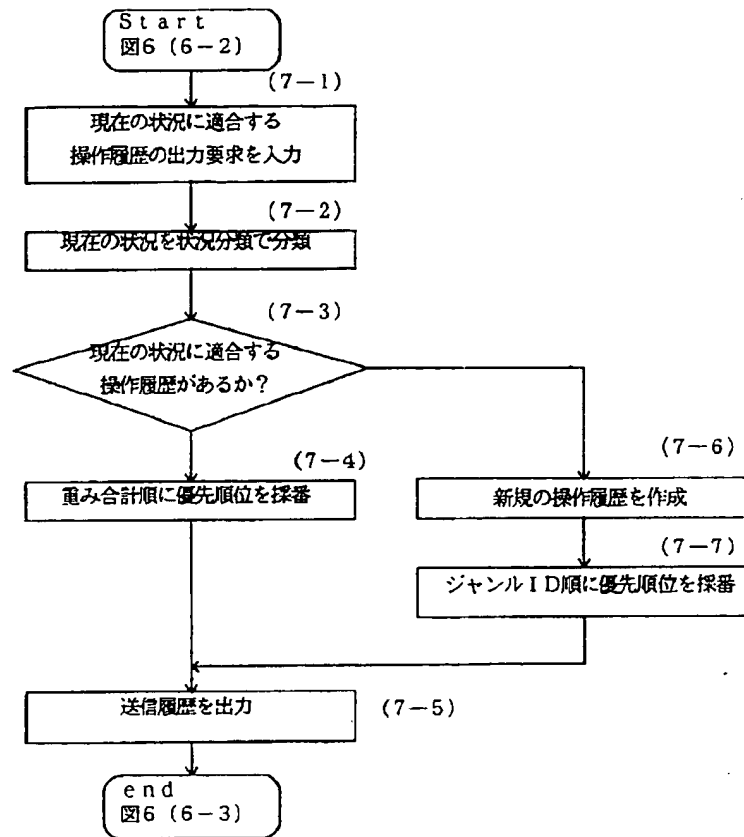 Start
図6(6−2)
(7−1)
現在の状況に適合する
操作履歴の出力要求を入力
(7−2)
現在の状況を状況分類で分類
(7−3)
現在の状況に適合する
操作履歴があるか？
(7−4)
重み合計順に優先順位を採番
(7−6)
新規の操作履歴を作成
(7−7)
ジャンルID順に優先順位を採番
送信履歴を出力
(7−5)
end
図6(6−3)